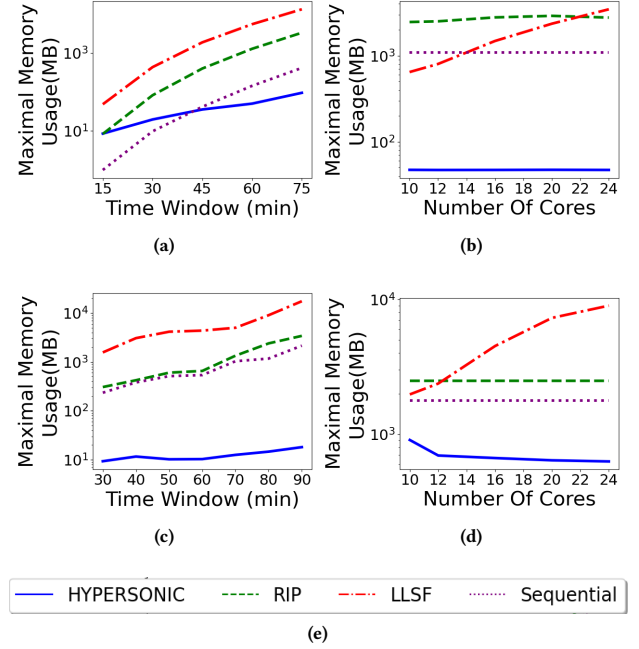 Maximal Memory
Usage(MB)
10³
10¹
15 30 45 60 75
Time Window (min)
(a)
Maximal Memory
Usage(MB)
10³
10²
10 12 14 16 18 20 22 24
Number Of Cores
(b)
Maximal Memory
Usage(MB)
10⁴
10³
10²
10¹
30 40 50 60 70 80 90
Time Window (min)
(c)
Maximal Memory
Usage(MB)
10⁴
10³
10 12 14 16 18 20 22 24
Number Of Cores
(d)
HYPERSONIC RIP LLSF Sequential
(e)